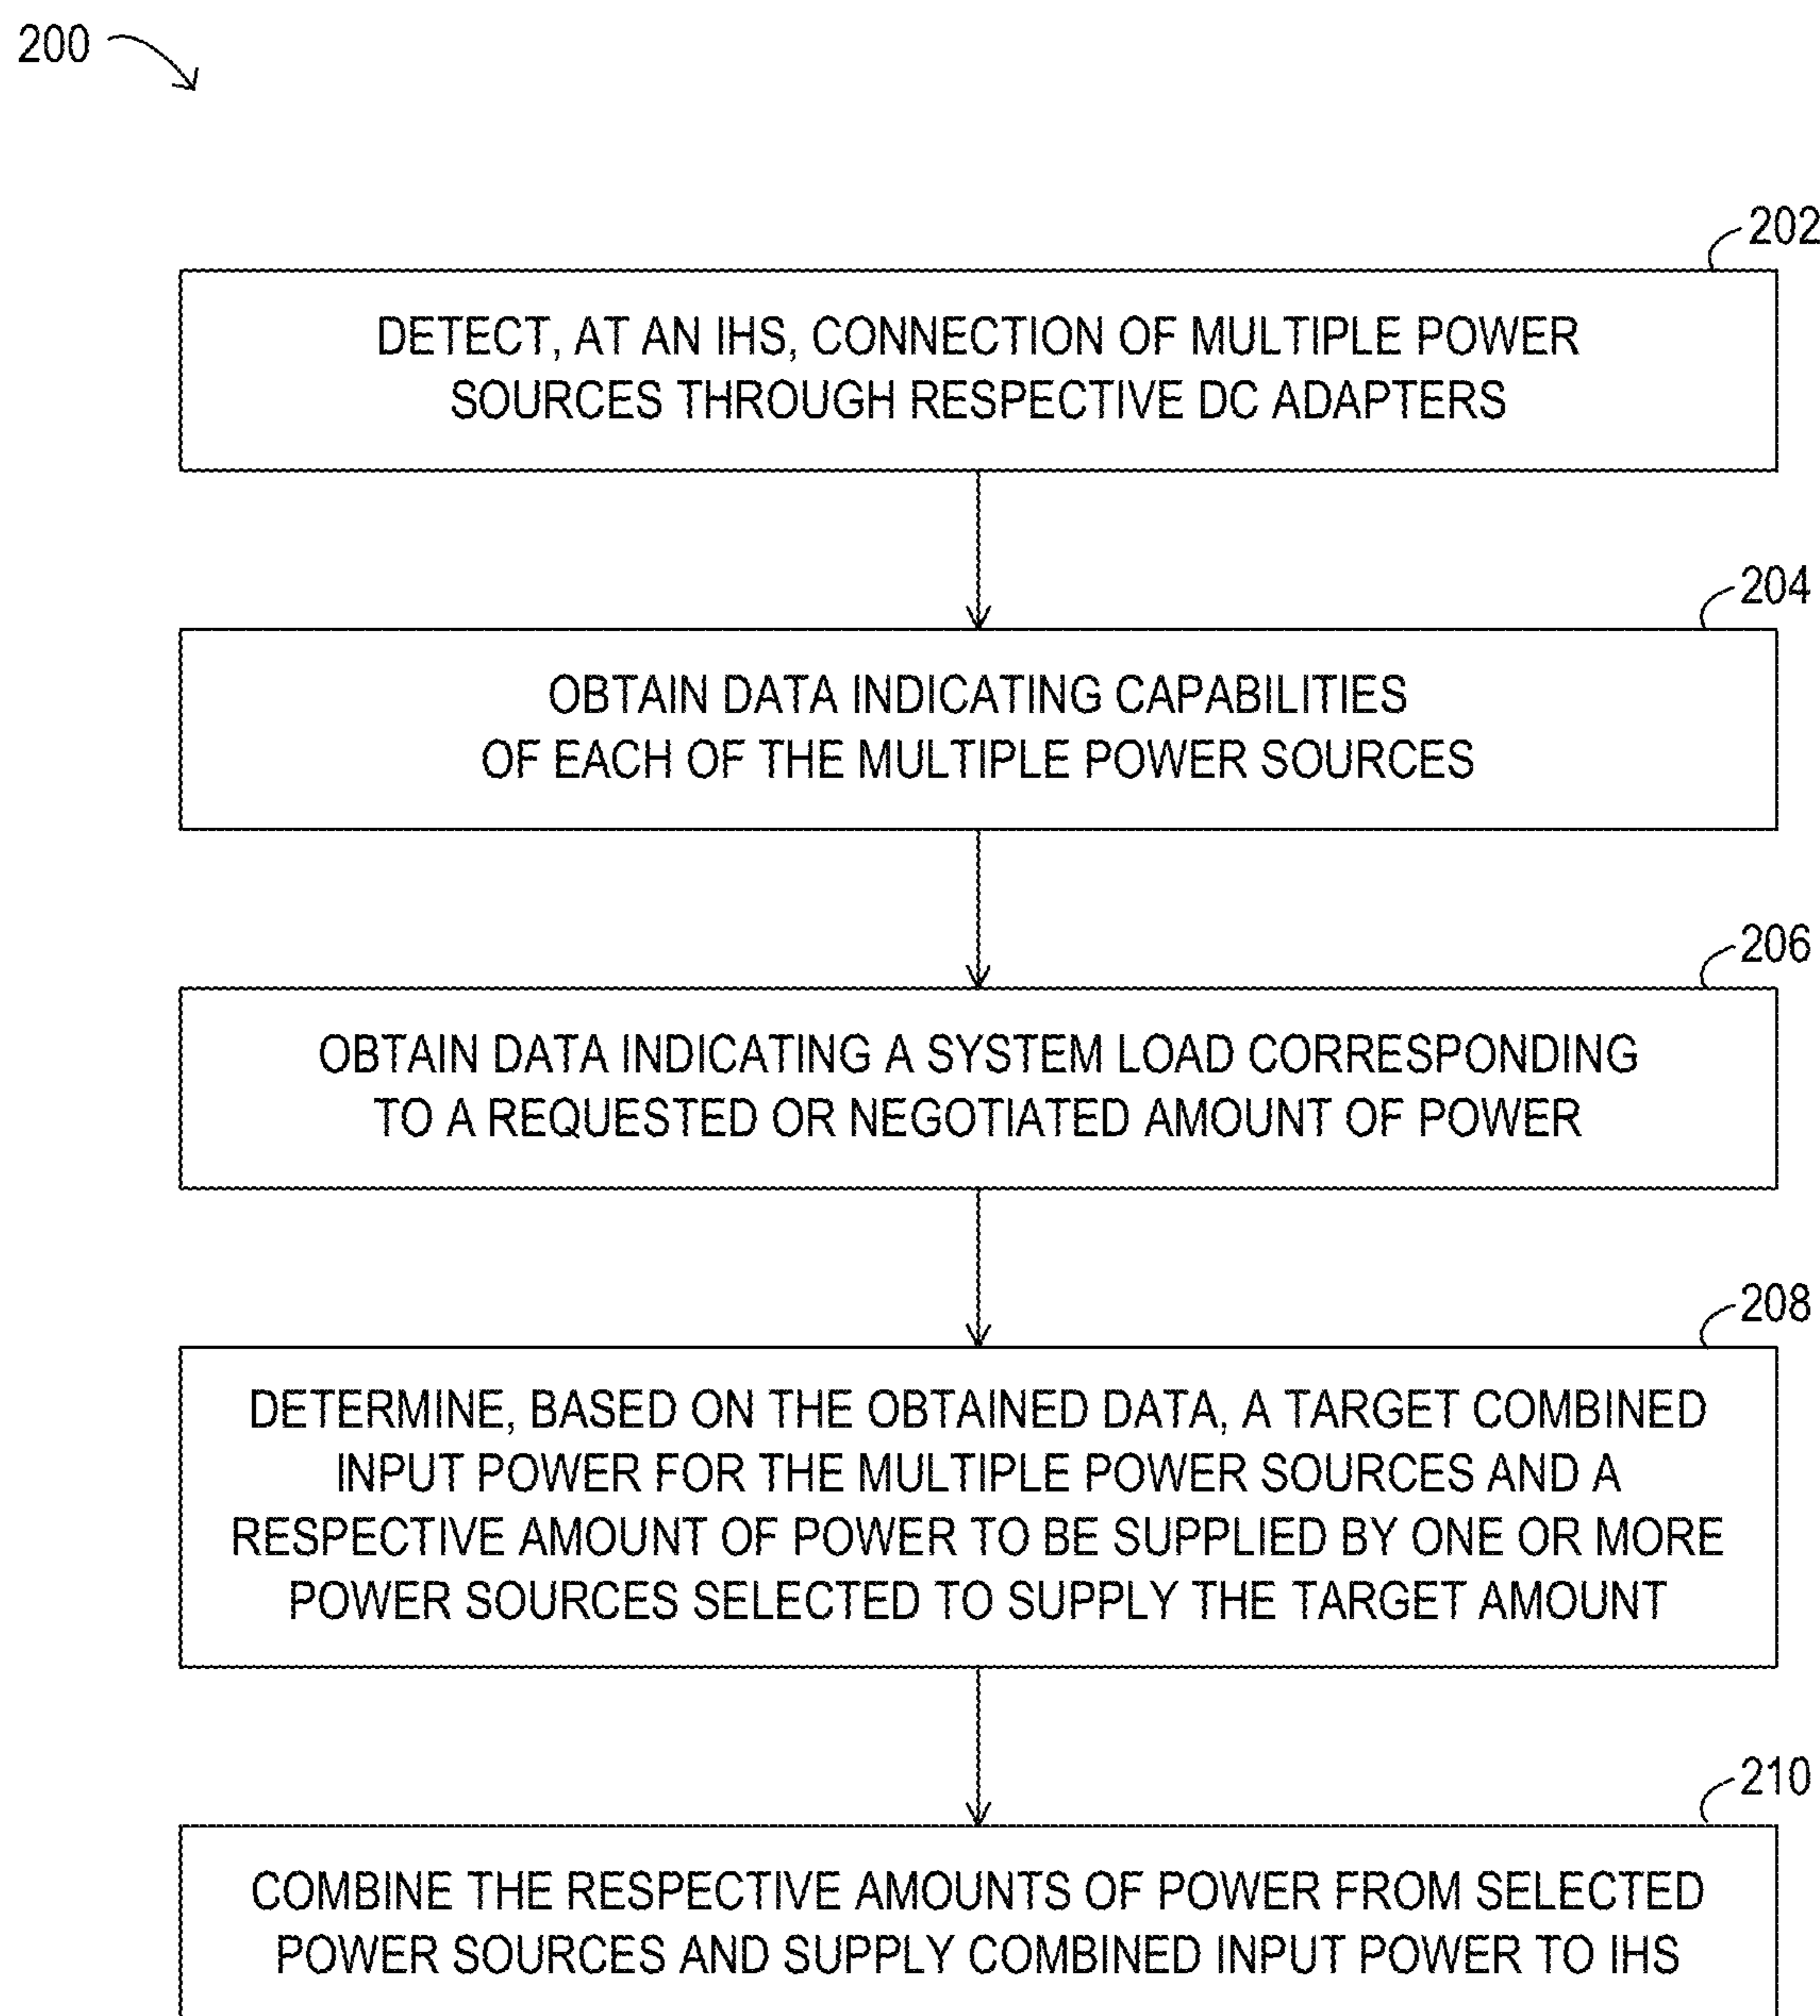 200
202
DETECT, AT AN IHS, CONNECTION OF MULTIPLE POWER
SOURCES THROUGH RESPECTIVE DC ADAPTERS
204
OBTAIN DATA INDICATING CAPABILITIES
OF EACH OF THE MULTIPLE POWER SOURCES
206
OBTAIN DATA INDICATING A SYSTEM LOAD CORRESPONDING
TO A REQUESTED OR NEGOTIATED AMOUNT OF POWER
208
DETERMINE, BASED ON THE OBTAINED DATA, A TARGET COMBINED
INPUT POWER FOR THE MULTIPLE POWER SOURCES AND A
RESPECTIVE AMOUNT OF POWER TO BE SUPPLIED BY ONE OR MORE
POWER SOURCES SELECTED TO SUPPLY THE TARGET AMOUNT
210
COMBINE THE RESPECTIVE AMOUNTS OF POWER FROM SELECTED
POWER SOURCES AND SUPPLY COMBINED INPUT POWER TO IHS